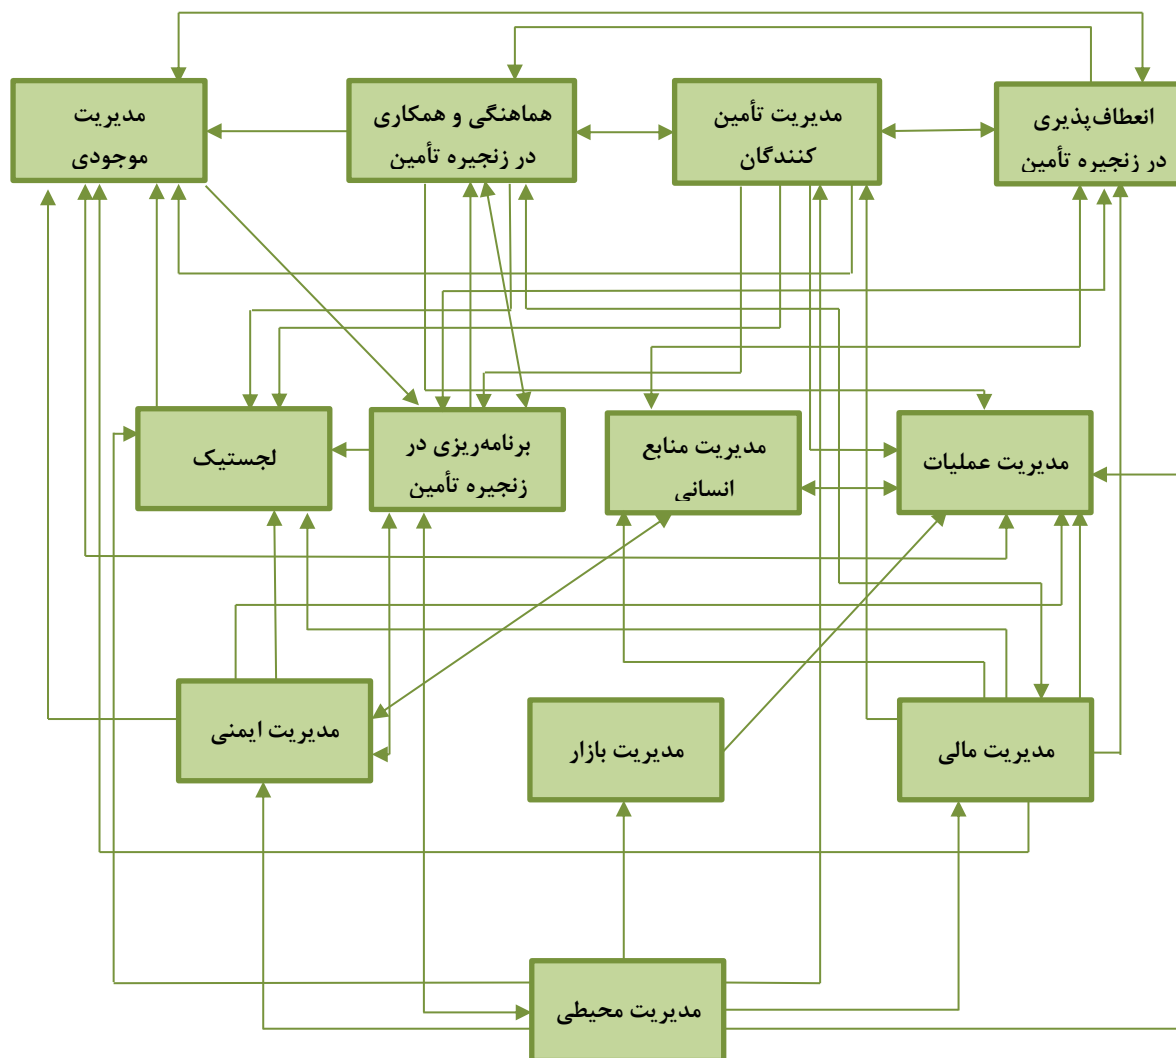 انعطاف‌پذیری
در زنجیره تأمین
مدیریت تأمین
کنندگان
هماهنگی و همکاری
در زنجیره تأمین
مدیریت
موجودی
مدیریت عملیات
مدیریت منابع
انسانی
برنامه‌ریزی در
زنجیره تأمین
لجستیک
مدیریت مالی
مدیریت بازار
مدیریت ایمنی
مدیریت محیطی